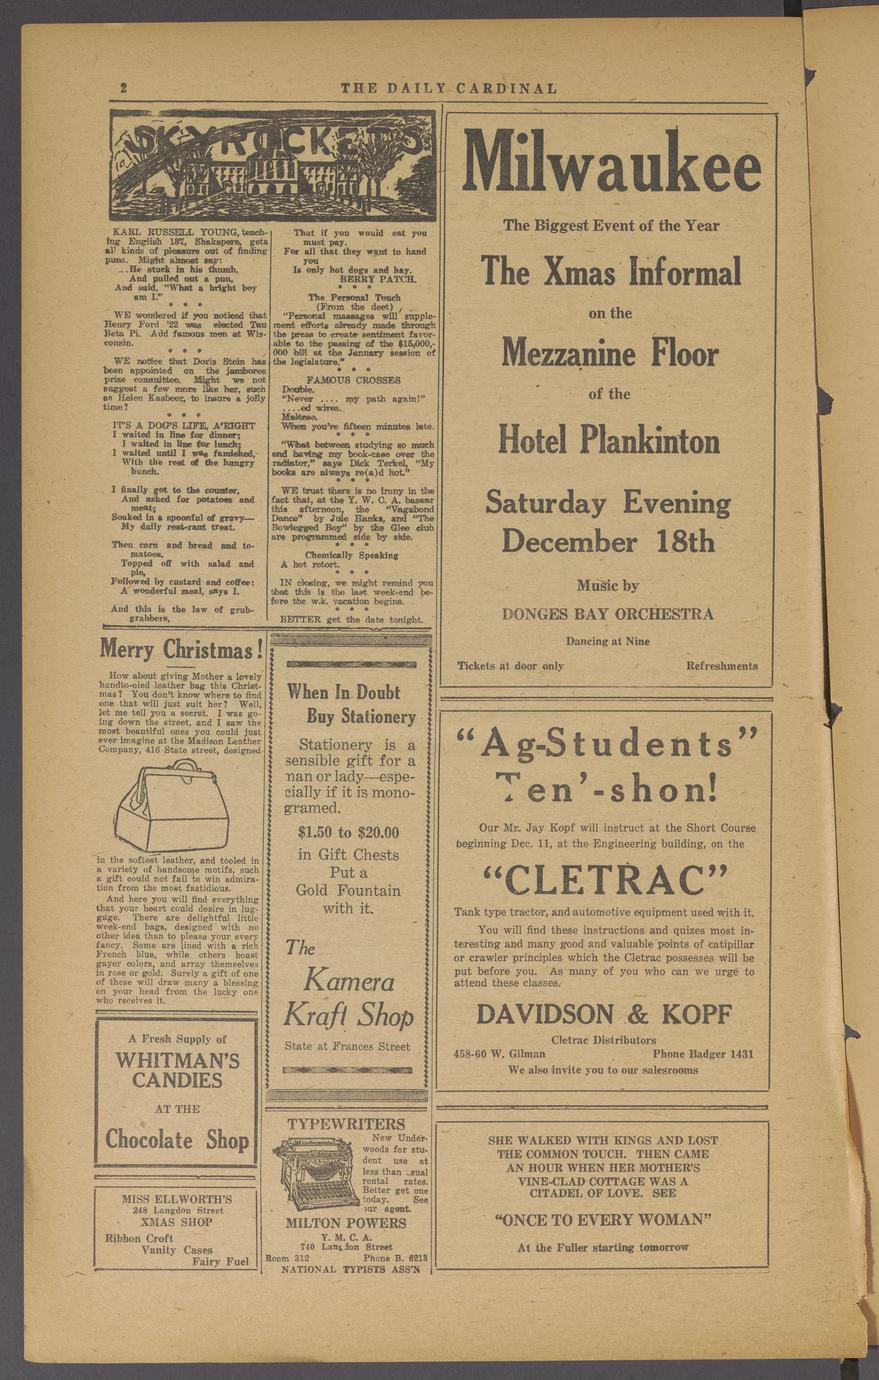 2
THE DAILY CARDINAL
SKYROCKETS
KARL RUSSELL YOUNG, teach-
ing English 137, Shakspere, gets
all kinds of pleasure out of finding
puns. Might almost say:
...He stuck in his thumb,
And pulled out a pun,
And said, "What a bright boy
am I."
* * *
WE wondered if you noticed that
Henry Ford '22 was elected Tau
Beta Pi. Add famous men at Wis-
consin.
* * *
WE notice that Doris Stein has
been appointed on the jamboree
prize committee. Might we not
suggest a few more like her, such
as Helen Kasbeer, to insure a jolly
time?
* * *
IT'S A DOG'S LIFE, A'RIGHT
I waited in line for dinner;
I waited in line for lunch;
I waited until I was famished,
With the rest of the hungry
bunch.
I finally got to the counter,
And asked for potatoes and
meat;
Soaked in a spoonful of gravy—
My daily rest-rant treat.
Then corn and bread and to-
matoes,
Topped off with salad and
pie,
Followed by custard and coffee:
A wonderful meal, says I.
And this is the law of grub-
grabbers,
That if you would eat you
must pay.
For all that they want to hand
you
Is only hot dogs and hay.
BERRY PATCH.
* * *
The Personal Touch
(From the deet)
"Personal massages will supple-
ment efforts already made through
the press to create sentiment favor-
able to the passing of the $15,000,-
000 bill at the January session of
the legislature."
* * *
FAMOUS CROSSES
Double.
"Never .... my path again!"
....ed wires.
Maltese.
When you're fifteen minutes late.
* * *
"What between studying so much
and having my book-case over the
radiator," says Dick Terkel, "My
books are always re(a)d hot."
* * *
WE trust there is no irony in the
fact that, at the Y. W. C. A. bazaar
this afternoon, the "Vagabond
Dance" by Julie Hanks, and "The
Bowlegged Boy" by the Glee club
are programmed side by side.
* * *
Chemically Speaking
A hot retort.
* * *
IN closing, we might remind you
that this is the last week-end be-
fore the w.k. vacation begins.
* * *
BETTER get the date tonight.
Merry Christmas!
How about giving Mother a lovely
handto-oled leather bag this Christ-
mas? You don't know where to find
one that will just suit her? Well,
let me tell you a secret. I was go-
ing down the street, and I saw the
most beautiful ones you could just
ever imagine at the Madison Leather
Company, 416 State street, designed
in the softest leather, and tooled in
a variety of handsome motifs, such
a gift could not fail to win admira-
tion from the most fastidious.
And here you will find everything
that your heart could desire in lug-
gage. There are delightful little
week-end bags, designed with no
other idea than to please your every
fancy. Some are lined with a rich
French blue, while others boast
gayer colors, and array themselves
in rose or gold. Surely a gift of one
of these will draw many a blessing
on your head from the lucky one
who receives it.
A Fresh Supply of
WHITMAN'S
CANDIES
AT THE
Chocolate Shop
MISS ELLWORTH'S
248 Langdon Street
XMAS SHOP
Ribbon Croft
Vanity Cases
Fairy Fuel
When In Doubt
Buy Stationery
Stationery is a
sensible gift for a
man or lady—espe-
cially if it is mono-
gramed.
$1.50 to $20.00
in Gift Chests
Put a
Gold Fountain
with it.
The
Kamera
Kraft Shop
State at Frances Street
TYPEWRITERS
New Under-
woods for stu-
dent use at
less than usual
rental rates.
Better get one
today. See
our agent.
MILTON POWERS
Y. M. C. A.
740 Langdon Street
Room 312 Phone B. 6213
NATIONAL TYPISTS ASS'N
Milwaukee
The Biggest Event of the Year
The Xmas Informal
on the
Mezzanine Floor
of the
Hotel Plankinton
Saturday Evening
December 18th
Music by
DONGES BAY ORCHESTRA
Dancing at Nine
Tickets at door only Refreshments
"Ag-Students"
Ten'-shon!
Our Mr. Jay Kopf will instruct at the Short Course
beginning Dec. 11, at the Engineering building, on the
"CLETRAC"
Tank type tractor, and automotive equipment used with it.
You will find these instructions and quizes most in-
teresting and many good and valuable points of catipillar
or crawler principles which the Cletrac possesses will be
put before you. As many of you who can we urge to
attend these classes.
DAVIDSON & KOPF
Cletrac Distributors
458-60 W. Gilman Phone Badger 1431
We also invite you to our salesrooms
SHE WALKED WITH KINGS AND LOST
THE COMMON TOUCH. THEN CAME
AN HOUR WHEN HER MOTHER'S
VINE-CLAD COTTAGE WAS A
CITADEL OF LOVE. SEE
"ONCE TO EVERY WOMAN"
At the Fuller starting tomorrow